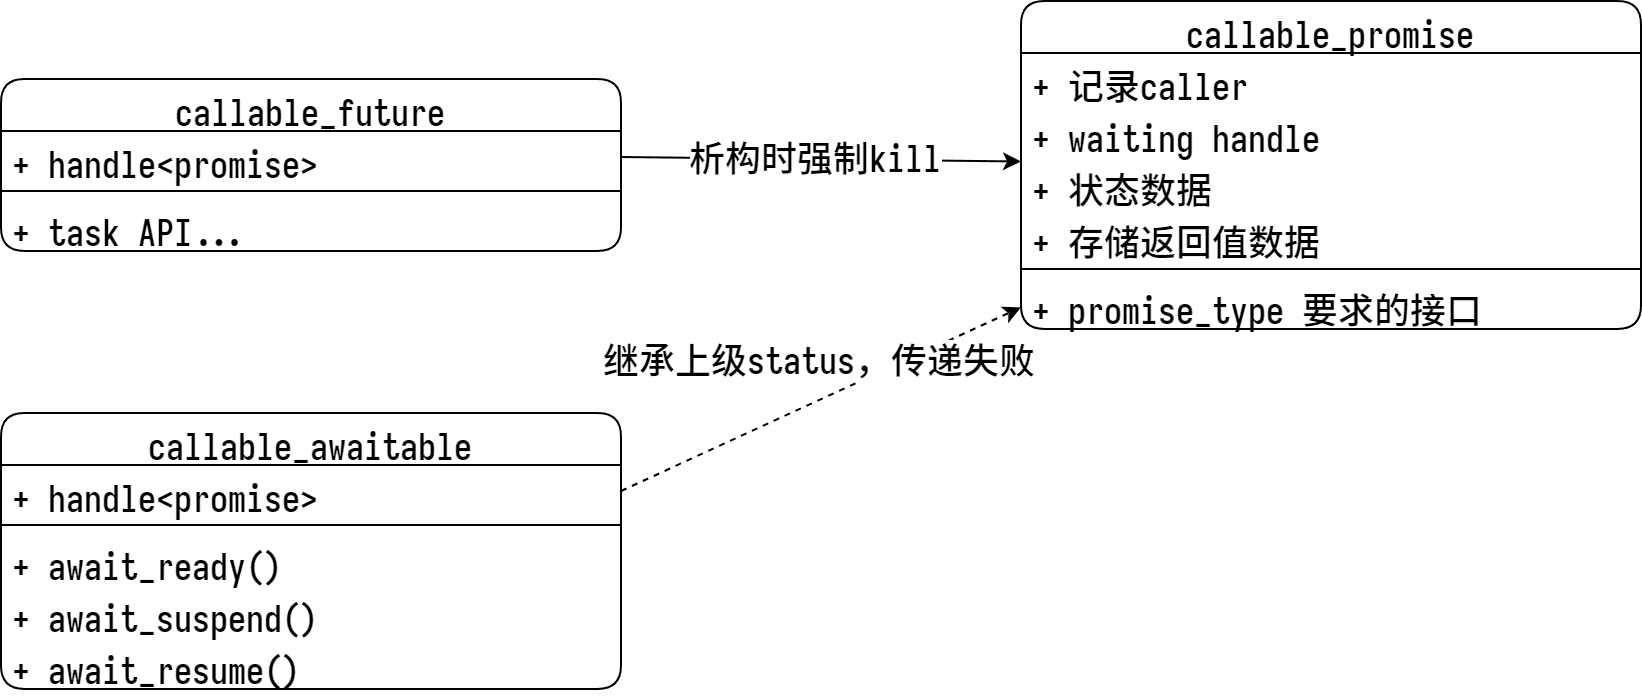 callable_future
+ handle<promise>
+ task API...
析构时强制kill
callable_promise
+ 记录caller
+ waiting handle
+ 状态数据
+ 存储返回值数据
+ promise_type 要求的接口
继承上级status，传递失败
callable_awaitable
+ handle<promise>
+ await_ready()
+ await_suspend()
+ await_resume()